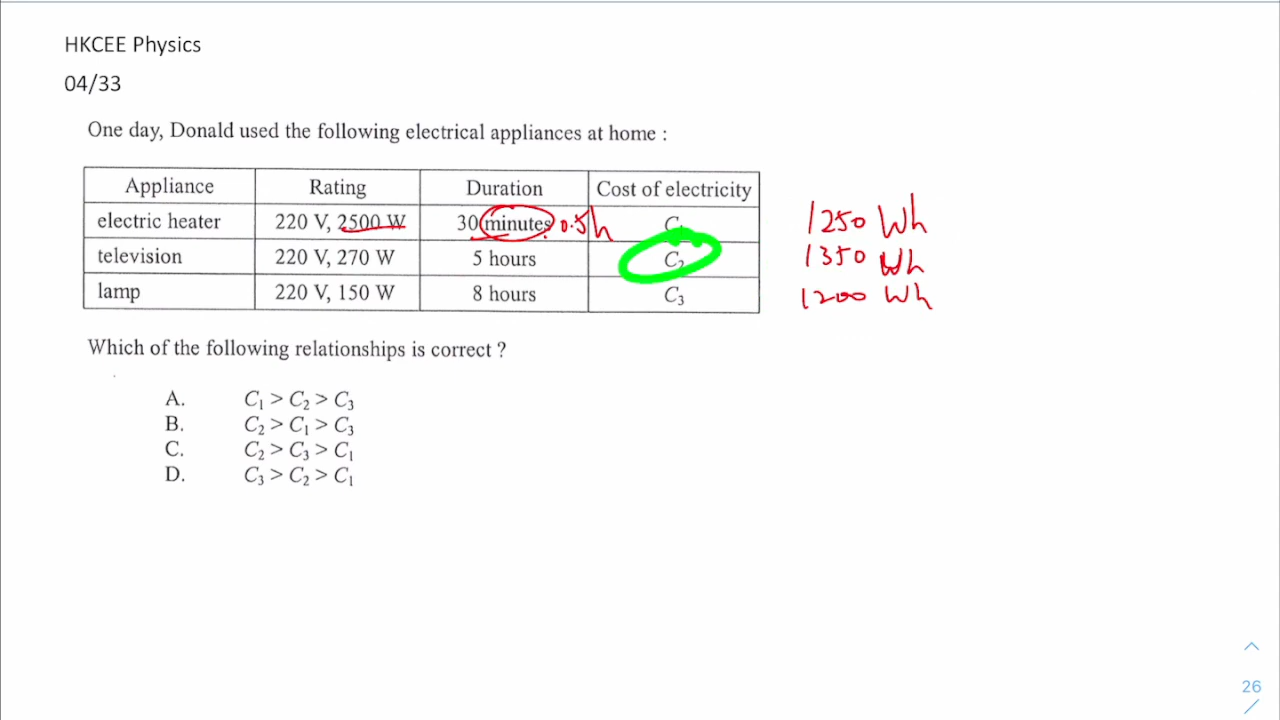 HKCEE Physics
04/33
One day, Donald used the following electrical appliances at home :
Appliance Rating Duration Cost of electricity
electric heater 220 V, 2500 W 30 minutes 0.5h C₁ 1250 Wh
television 220 V, 270 W 5 hours C₂ 1350 Wh
lamp 220 V, 150 W 8 hours C₃ 1200 Wh
Which of the following relationships is correct ?
A. C₁ > C₂ > C₃
B. C₂ > C₁ > C₃
C. C₂ > C₃ > C₁
D. C₃ > C₂ > C₁
26